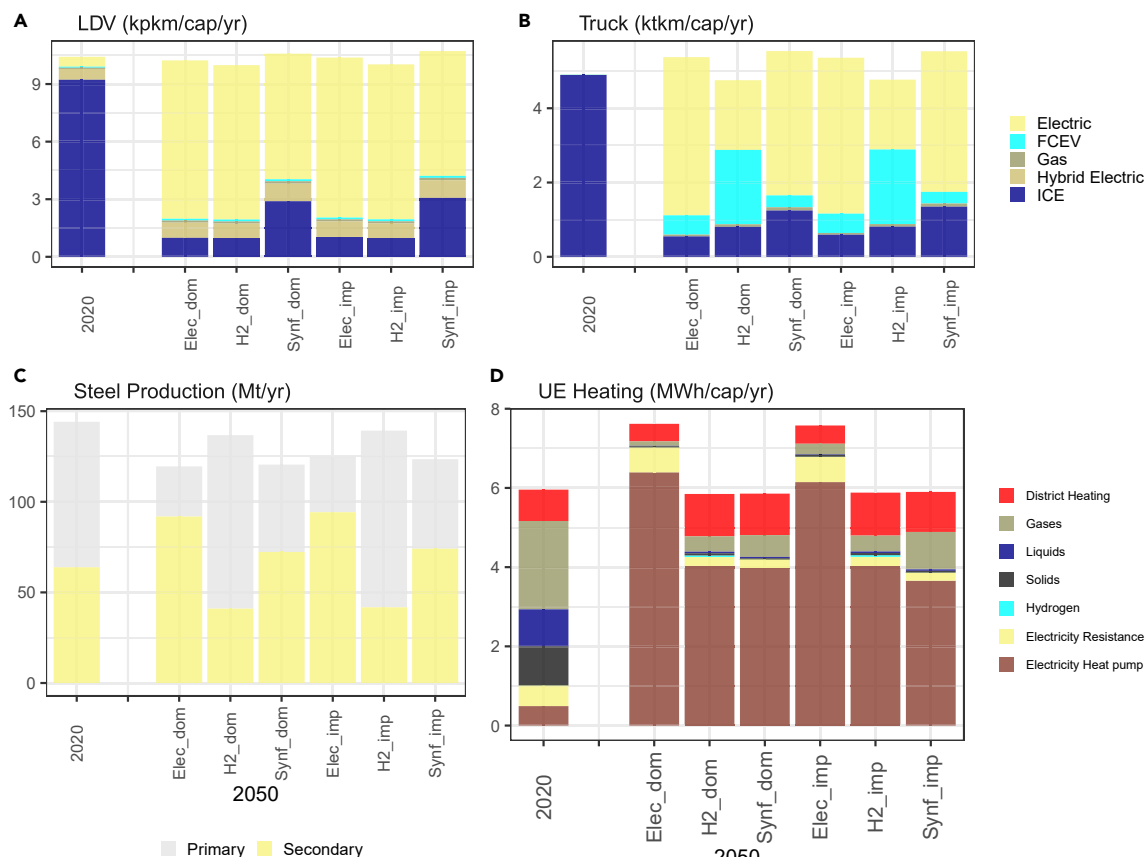 A
LDV (kpkm/cap/yr)
9
6
3
0
2020
Elec_dom
H2_dom
Synf_dom
Elec_imp
H2_imp
Synf_imp
B
Truck (ktkm/cap/yr)
4
2
0
2020
Elec_dom
H2_dom
Synf_dom
Elec_imp
H2_imp
Synf_imp
Electric
FCEV
Gas
Hybrid Electric
ICE
C
Steel Production (Mt/yr)
150
100
50
0
2020
Elec_dom
H2_dom
Synf_dom
Elec_imp
H2_imp
Synf_imp
2050
Primary
Secondary
D
UE Heating (MWh/cap/yr)
8
6
4
2
0
2020
Elec_dom
H2_dom
Synf_dom
Elec_imp
H2_imp
Synf_imp
2050
District Heating
Gases
Liquids
Solids
Hydrogen
Electricity Resistance
Electricity Heat pump